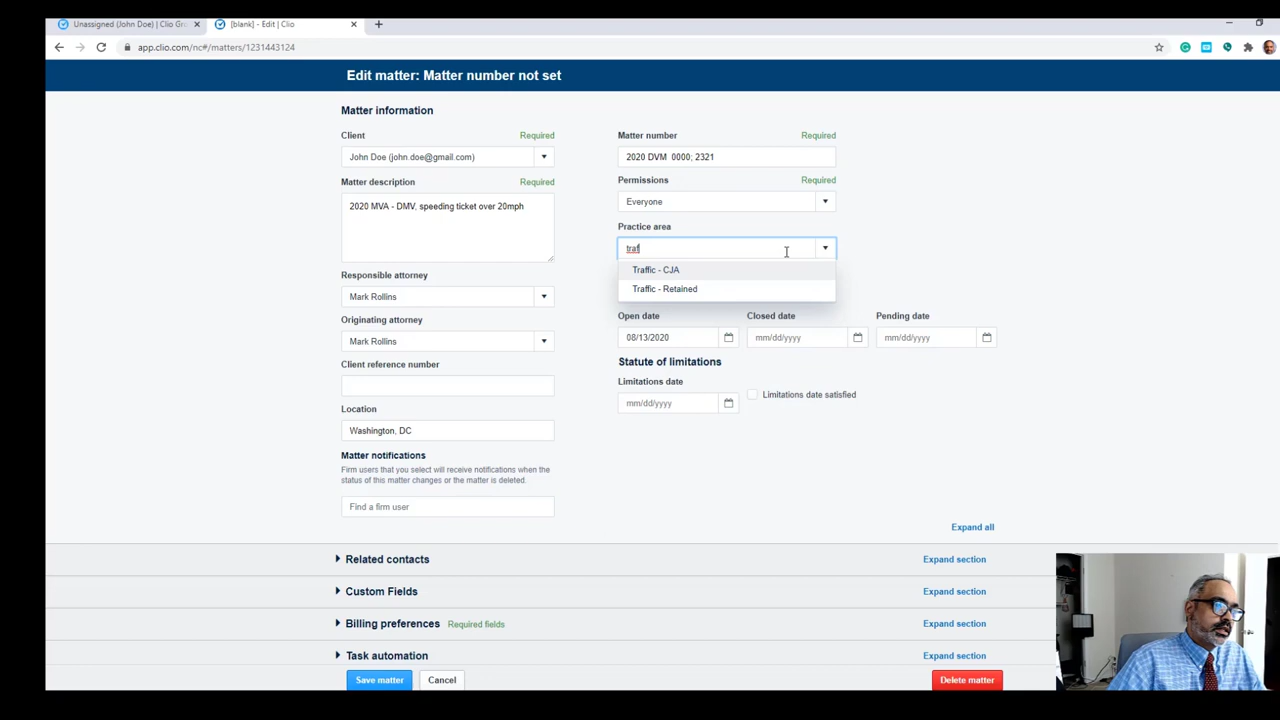 Unassigned (John Doe) | Clio Gro
[blank] - Edit | Clio
app.clio.com/nc#/matters/1231443124
Edit matter: Matter number not set
Matter information
Client
Required
John Doe (john.doe@gmail.com)
Matter description
Required
2020 MVA - DMV, speeding ticket over 20mph
Responsible attorney
Mark Rollins
Originating attorney
Mark Rollins
Client reference number
Location
Washington, DC
Matter notifications
Firm users that you select will receive notifications when the
status of this matter changes or the matter is deleted.
Find a firm user
Matter number
Required
2020 DVM 0000; 2321
Permissions
Required
Everyone
Practice area
traf
Traffic - CJA
Traffic - Retained
Open date
Closed date
Pending date
08/13/2020
mm/dd/yyyy
mm/dd/yyyy
Statute of limitations
Limitations date
mm/dd/yyyy
Limitations date satisfied
Expand all
Related contacts
Expand section
Custom Fields
Expand section
Billing preferences
Required fields
Expand section
Task automation
Expand section
Save matter
Cancel
Delete matter